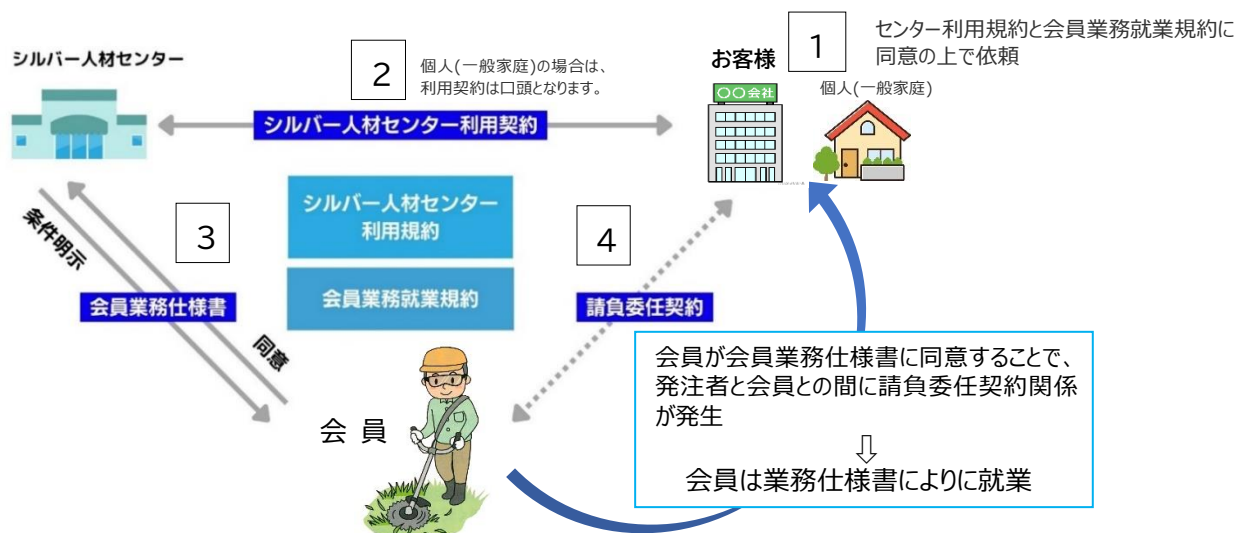 シルバー人材センター
2
個人(一般家庭)の場合は、
利用契約は口頭となります。
お客様
1
センター利用規約と会員業務就業規約に
同意の上で依頼
〇〇会社
個人(一般家庭)
シルバー人材センター利用契約
シルバー人材センター
利用規約
会員業務就業規約
条件明示
3
会員業務仕様書
同意
4
請負委任契約
会員
会員が会員業務仕様書に同意することで、
発注者と会員との間に請負委任契約関係
が発生
⇩
会員は業務仕様書によりに就業